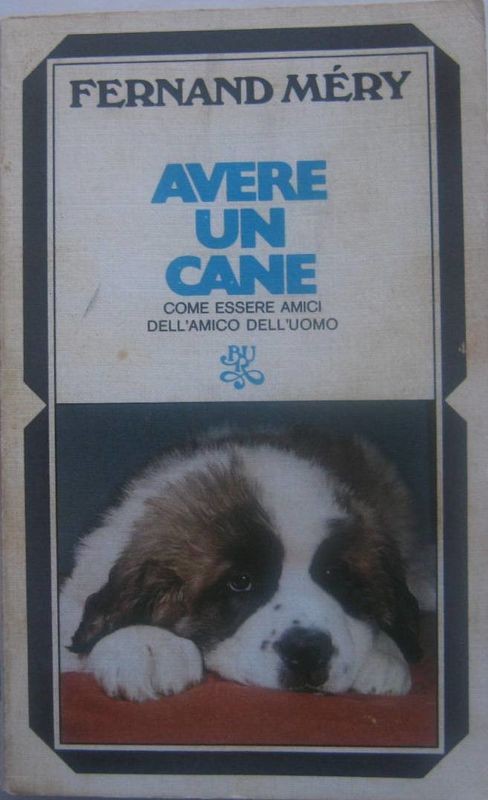 FERNAND MÉRY
AVERE
UN
CANE
COME ESSERE AMICI
DELL'AMICO DELL'UOMO
BUR